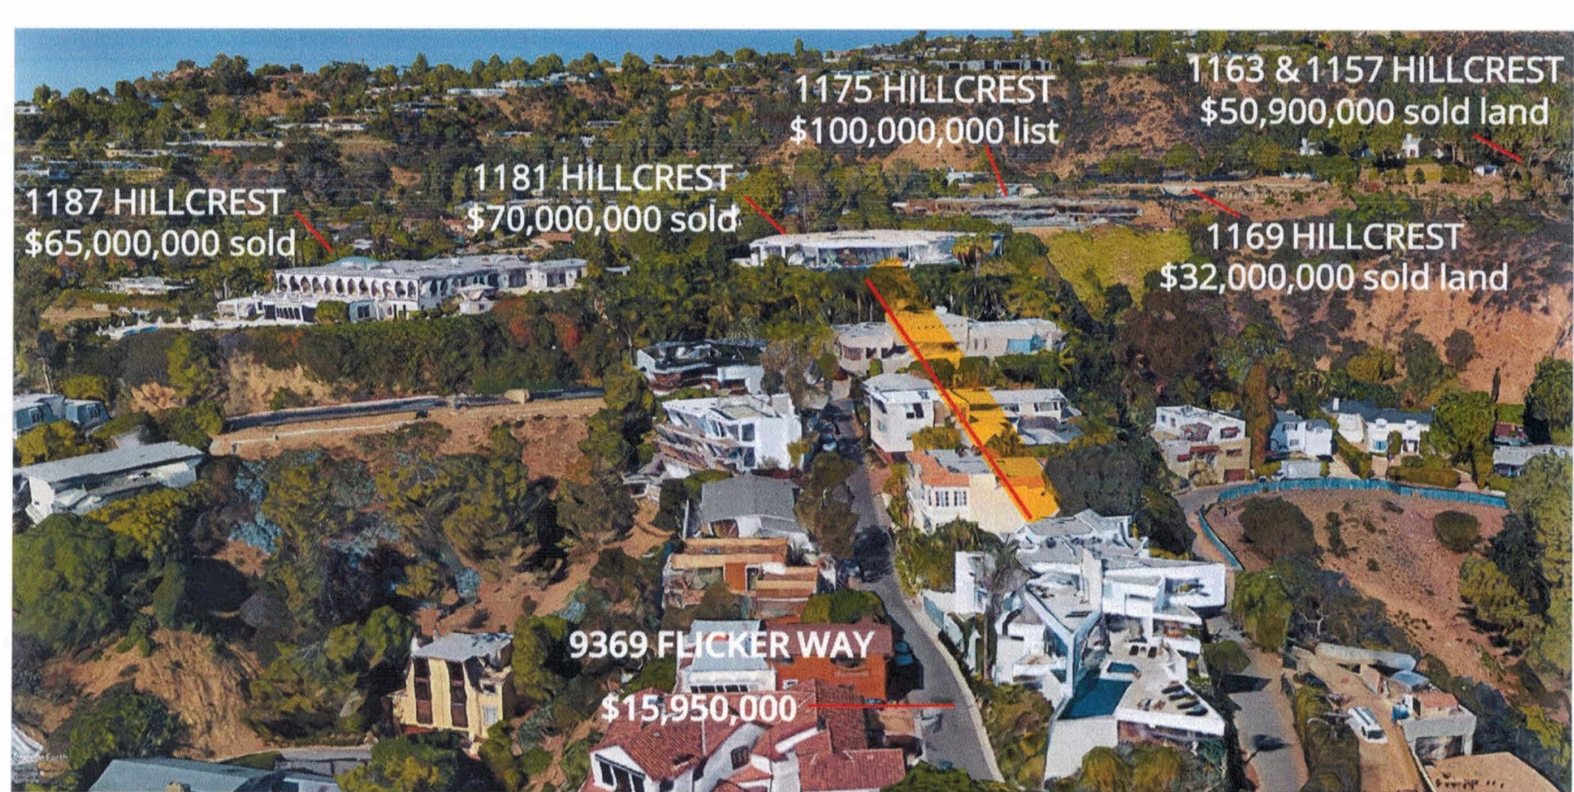 1163 & 1157 HILLCREST
$50,900,000 sold land
1175 HILLCREST
$100,000,000 list
1181 HILLCREST
$70,000,000 sold
1187 HILLCREST
$65,000,000 sold
1169 HILLCREST
$32,000,000 sold land
9369 FLICKER WAY
$15,950,000
Earth